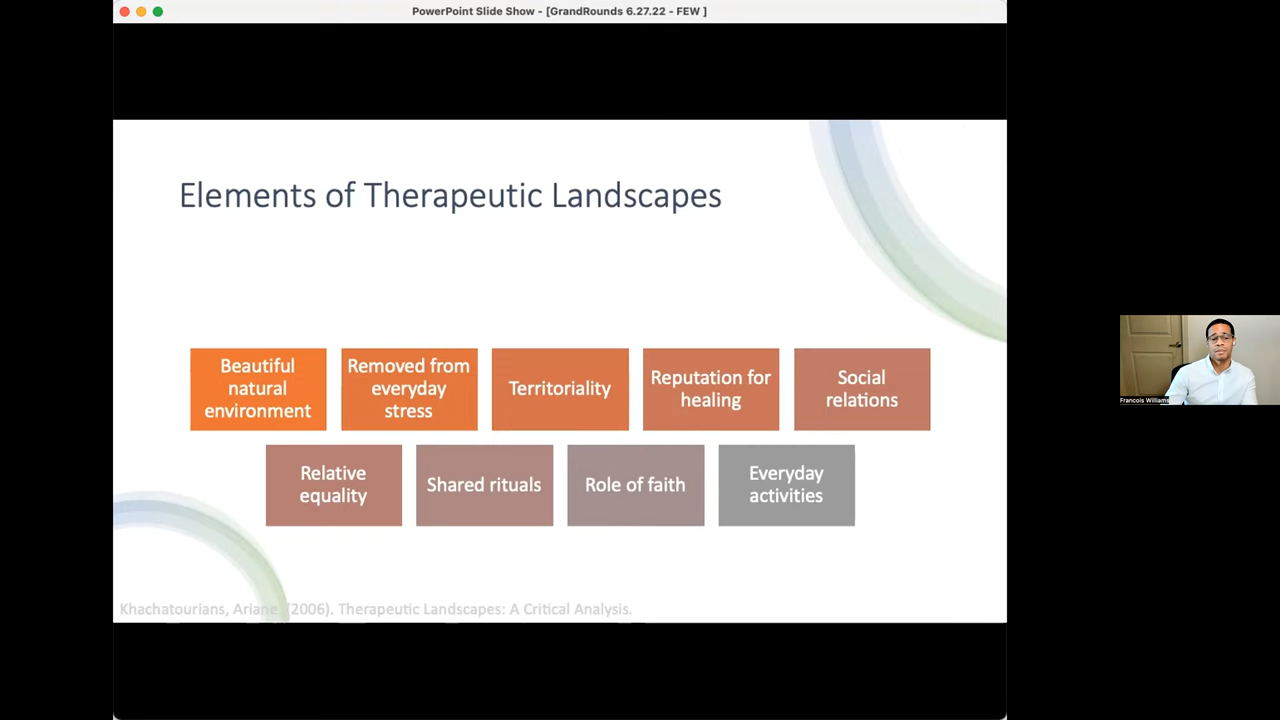 PowerPoint Slide Show - [GrandRounds 6.27.22 - FEW ]
Elements of Therapeutic Landscapes
Beautiful
natural
environment
Removed from
everyday
stress
Territoriality
Reputation for
healing
Social
relations
Relative
equality
Shared rituals
Role of faith
Everyday
activities
Khachatourians, Ariane. (2006). Therapeutic Landscapes: A Critical Analysis.
Francois Williams